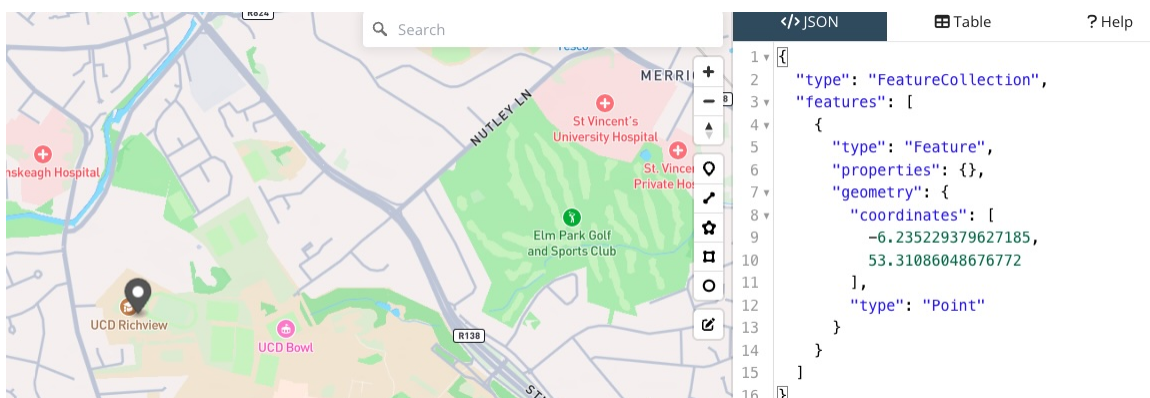 R824
Search
Tesco
MERRI
8
NUTLEY LN
St Vincent's
University Hospital
nskeagh Hospital
St. Vincen
Private Hos
Elm Park Golf
and Sports Club
UCD Richview
UCD Bowl
R138
ST
</> JSON
Table
? Help
1 {
2 "type": "FeatureCollection",
3 "features": [
4 {
5 "type": "Feature",
6 "properties": {},
7 "geometry": {
8 "coordinates": [
9 -6.235229379627185,
10 53.31086048676772
11 ],
12 "type": "Point"
13 }
14 }
15 ]
16 }